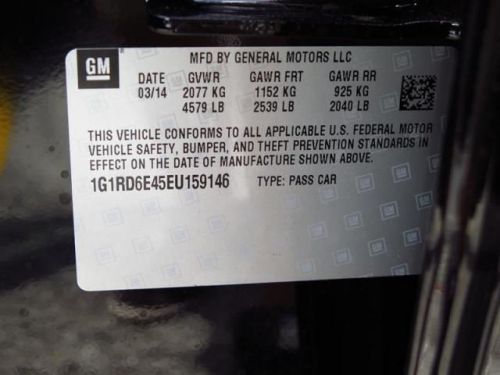 GM
MFD BY GENERAL MOTORS LLC
DATE GVWR GAWR FRT GAWR RR
03/14 2077 KG 1152 KG 925 KG
4579 LB 2539 LB 2040 LB
THIS VEHICLE CONFORMS TO ALL APPLICABLE U.S. FEDERAL MOTOR
VEHICLE SAFETY, BUMPER, AND THEFT PREVENTION STANDARDS IN
EFFECT ON THE DATE OF MANUFACTURE SHOWN ABOVE.
1G1RD6E45EU159146 TYPE: PASS CAR